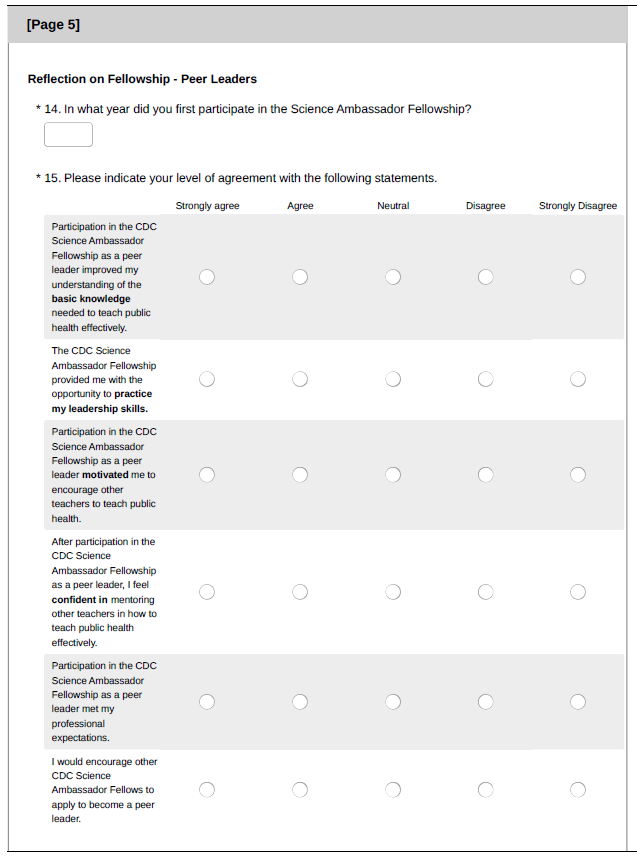 [Page 5]
Reflection on Fellowship - Peer Leaders
* 14. In what year did you first participate in the Science Ambassador Fellowship?
* 15. Please indicate your level of agreement with the following statements.
Strongly agree Agree Neutral Disagree Strongly Disagree
Participation in the CDC
Science Ambassador
Fellowship as a peer
leader improved my
understanding of the
basic knowledge
needed to teach public
health effectively.
The CDC Science
Ambassador Fellowship
provided me with the
opportunity to practice
my leadership skills.
Participation in the CDC
Science Ambassador
Fellowship as a peer
leader motivated me to
encourage other
teachers to teach public
health.
After participation in the
CDC Science
Ambassador Fellowship
as a peer leader, I feel
confident in mentoring
other teachers in how to
teach public health
effectively.
Participation in the CDC
Science Ambassador
Fellowship as a peer
leader met my
professional
expectations.
I would encourage other
CDC Science
Ambassador Fellows to
apply to become a peer
leader.